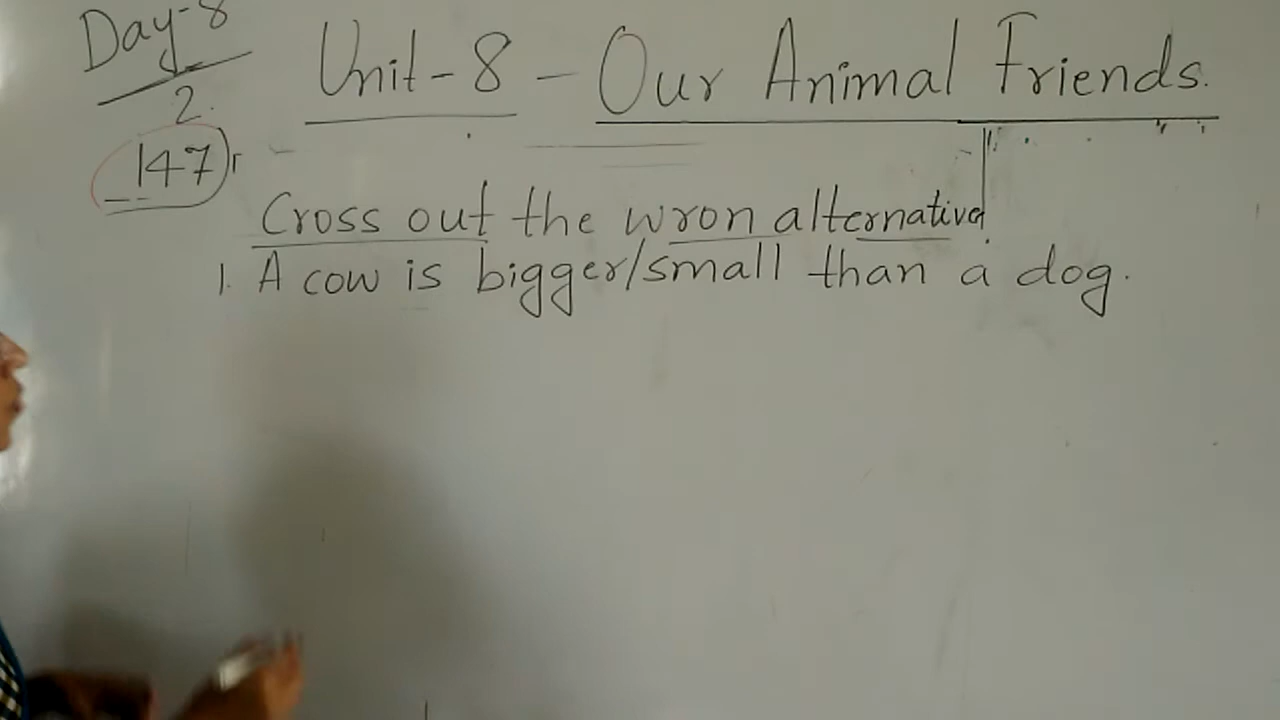 Day-8
2.
147
Unit-8 - Our Animal Friends.
Cross out the wron alternative
1. A cow is bigger/small than a dog.